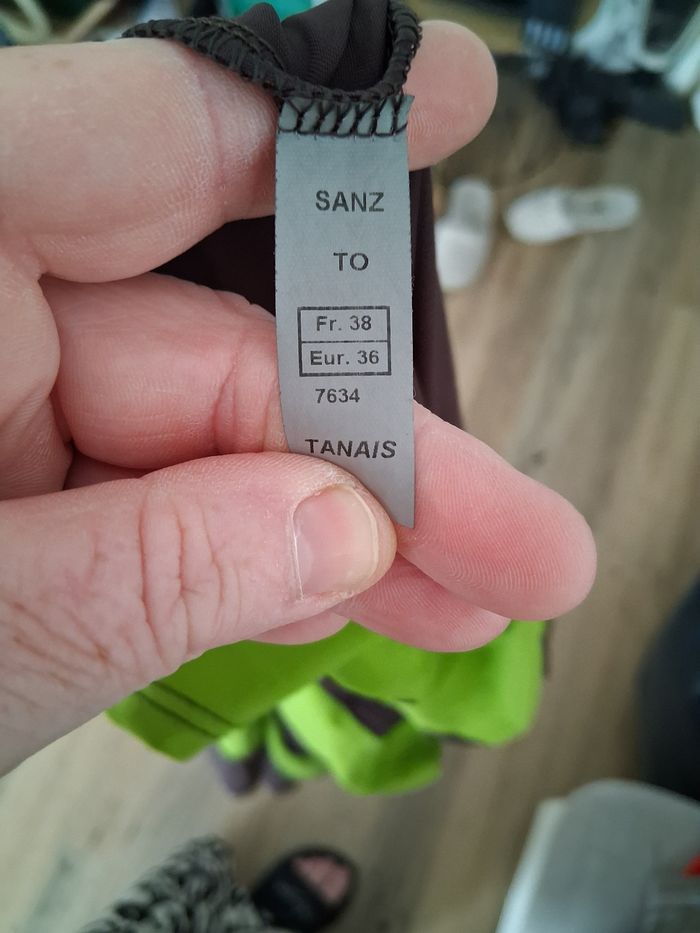 SANZ
TO
Fr. 38
Eur. 36
7634
TANAIS